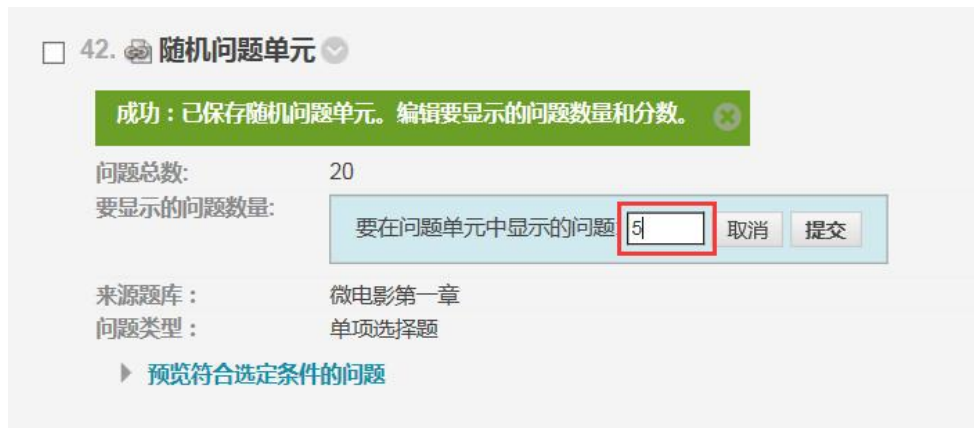 42. 随机问题单元
成功：已保存随机问题单元。编辑要显示的问题数量和分数。
问题总数: 20
要显示的问题数量: 要在问题单元中显示的问题: 5 取消 提交
来源题库： 微电影第一章
问题类型： 单项选择题
预览符合选定条件的问题